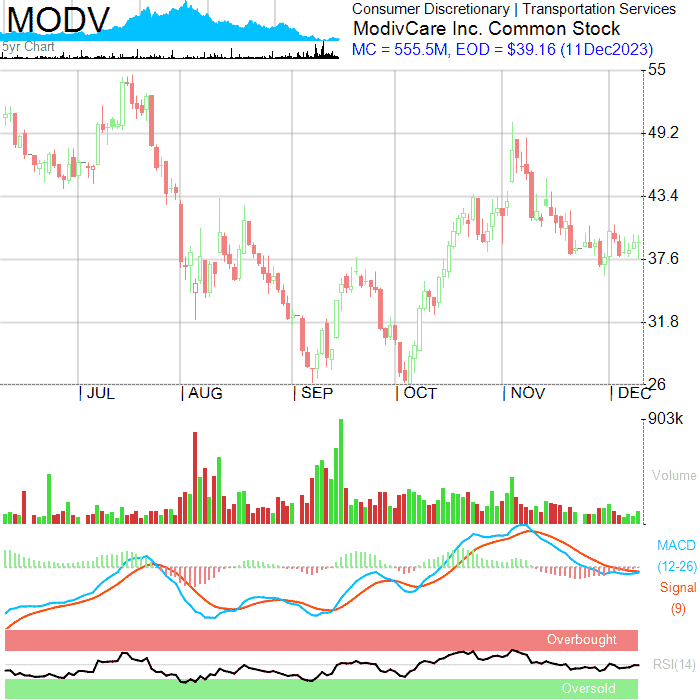 MODV
5yr Chart
Consumer Discretionary | Transportation Services
ModivCare Inc. Common Stock
MC = 555.5M, EOD = $39.16 (11Dec2023)
55
49.2
43.4
37.6
31.8
26
| JUL | AUG | SEP | OCT | NOV | DEC
903k
Volume
MACD
(12-26)
Signal
(9)
Overbought
RSI(14)
Oversold